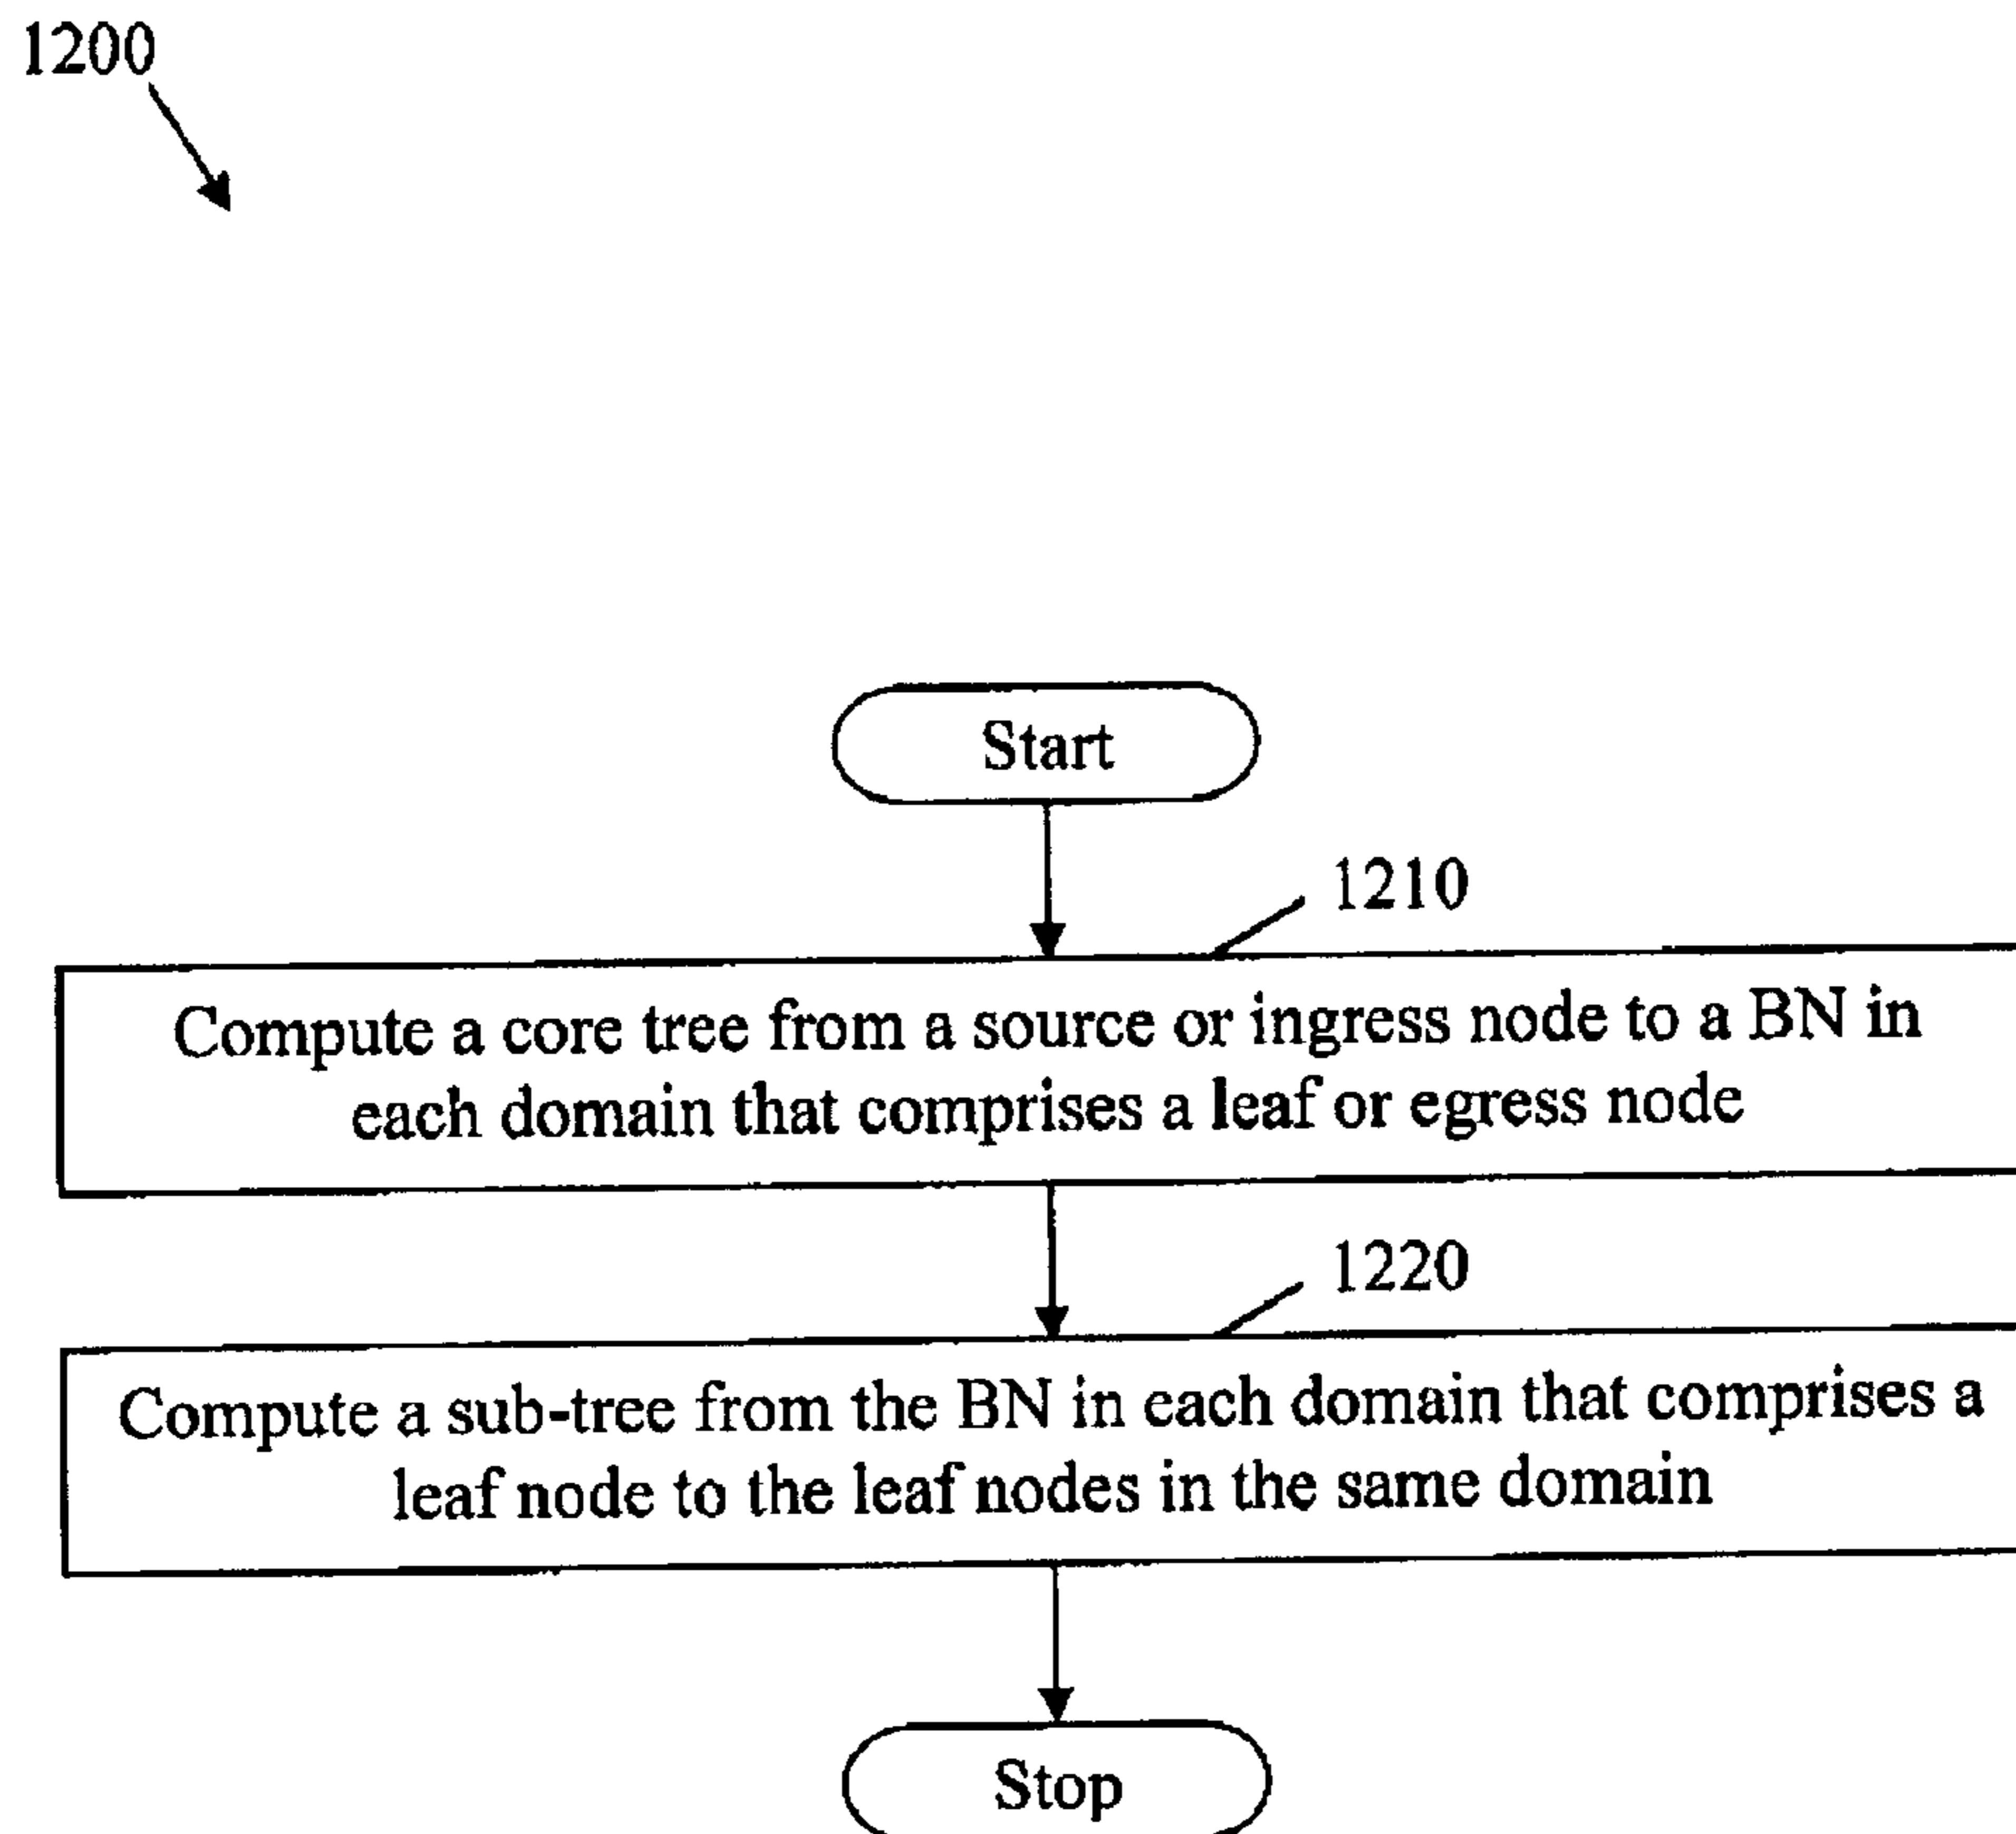 1200
Start
1210
Compute a core tree from a source or ingress node to a BN in
each domain that comprises a leaf or egress node
1220
Compute a sub-tree from the BN in each domain that comprises a
leaf node to the leaf nodes in the same domain
Stop